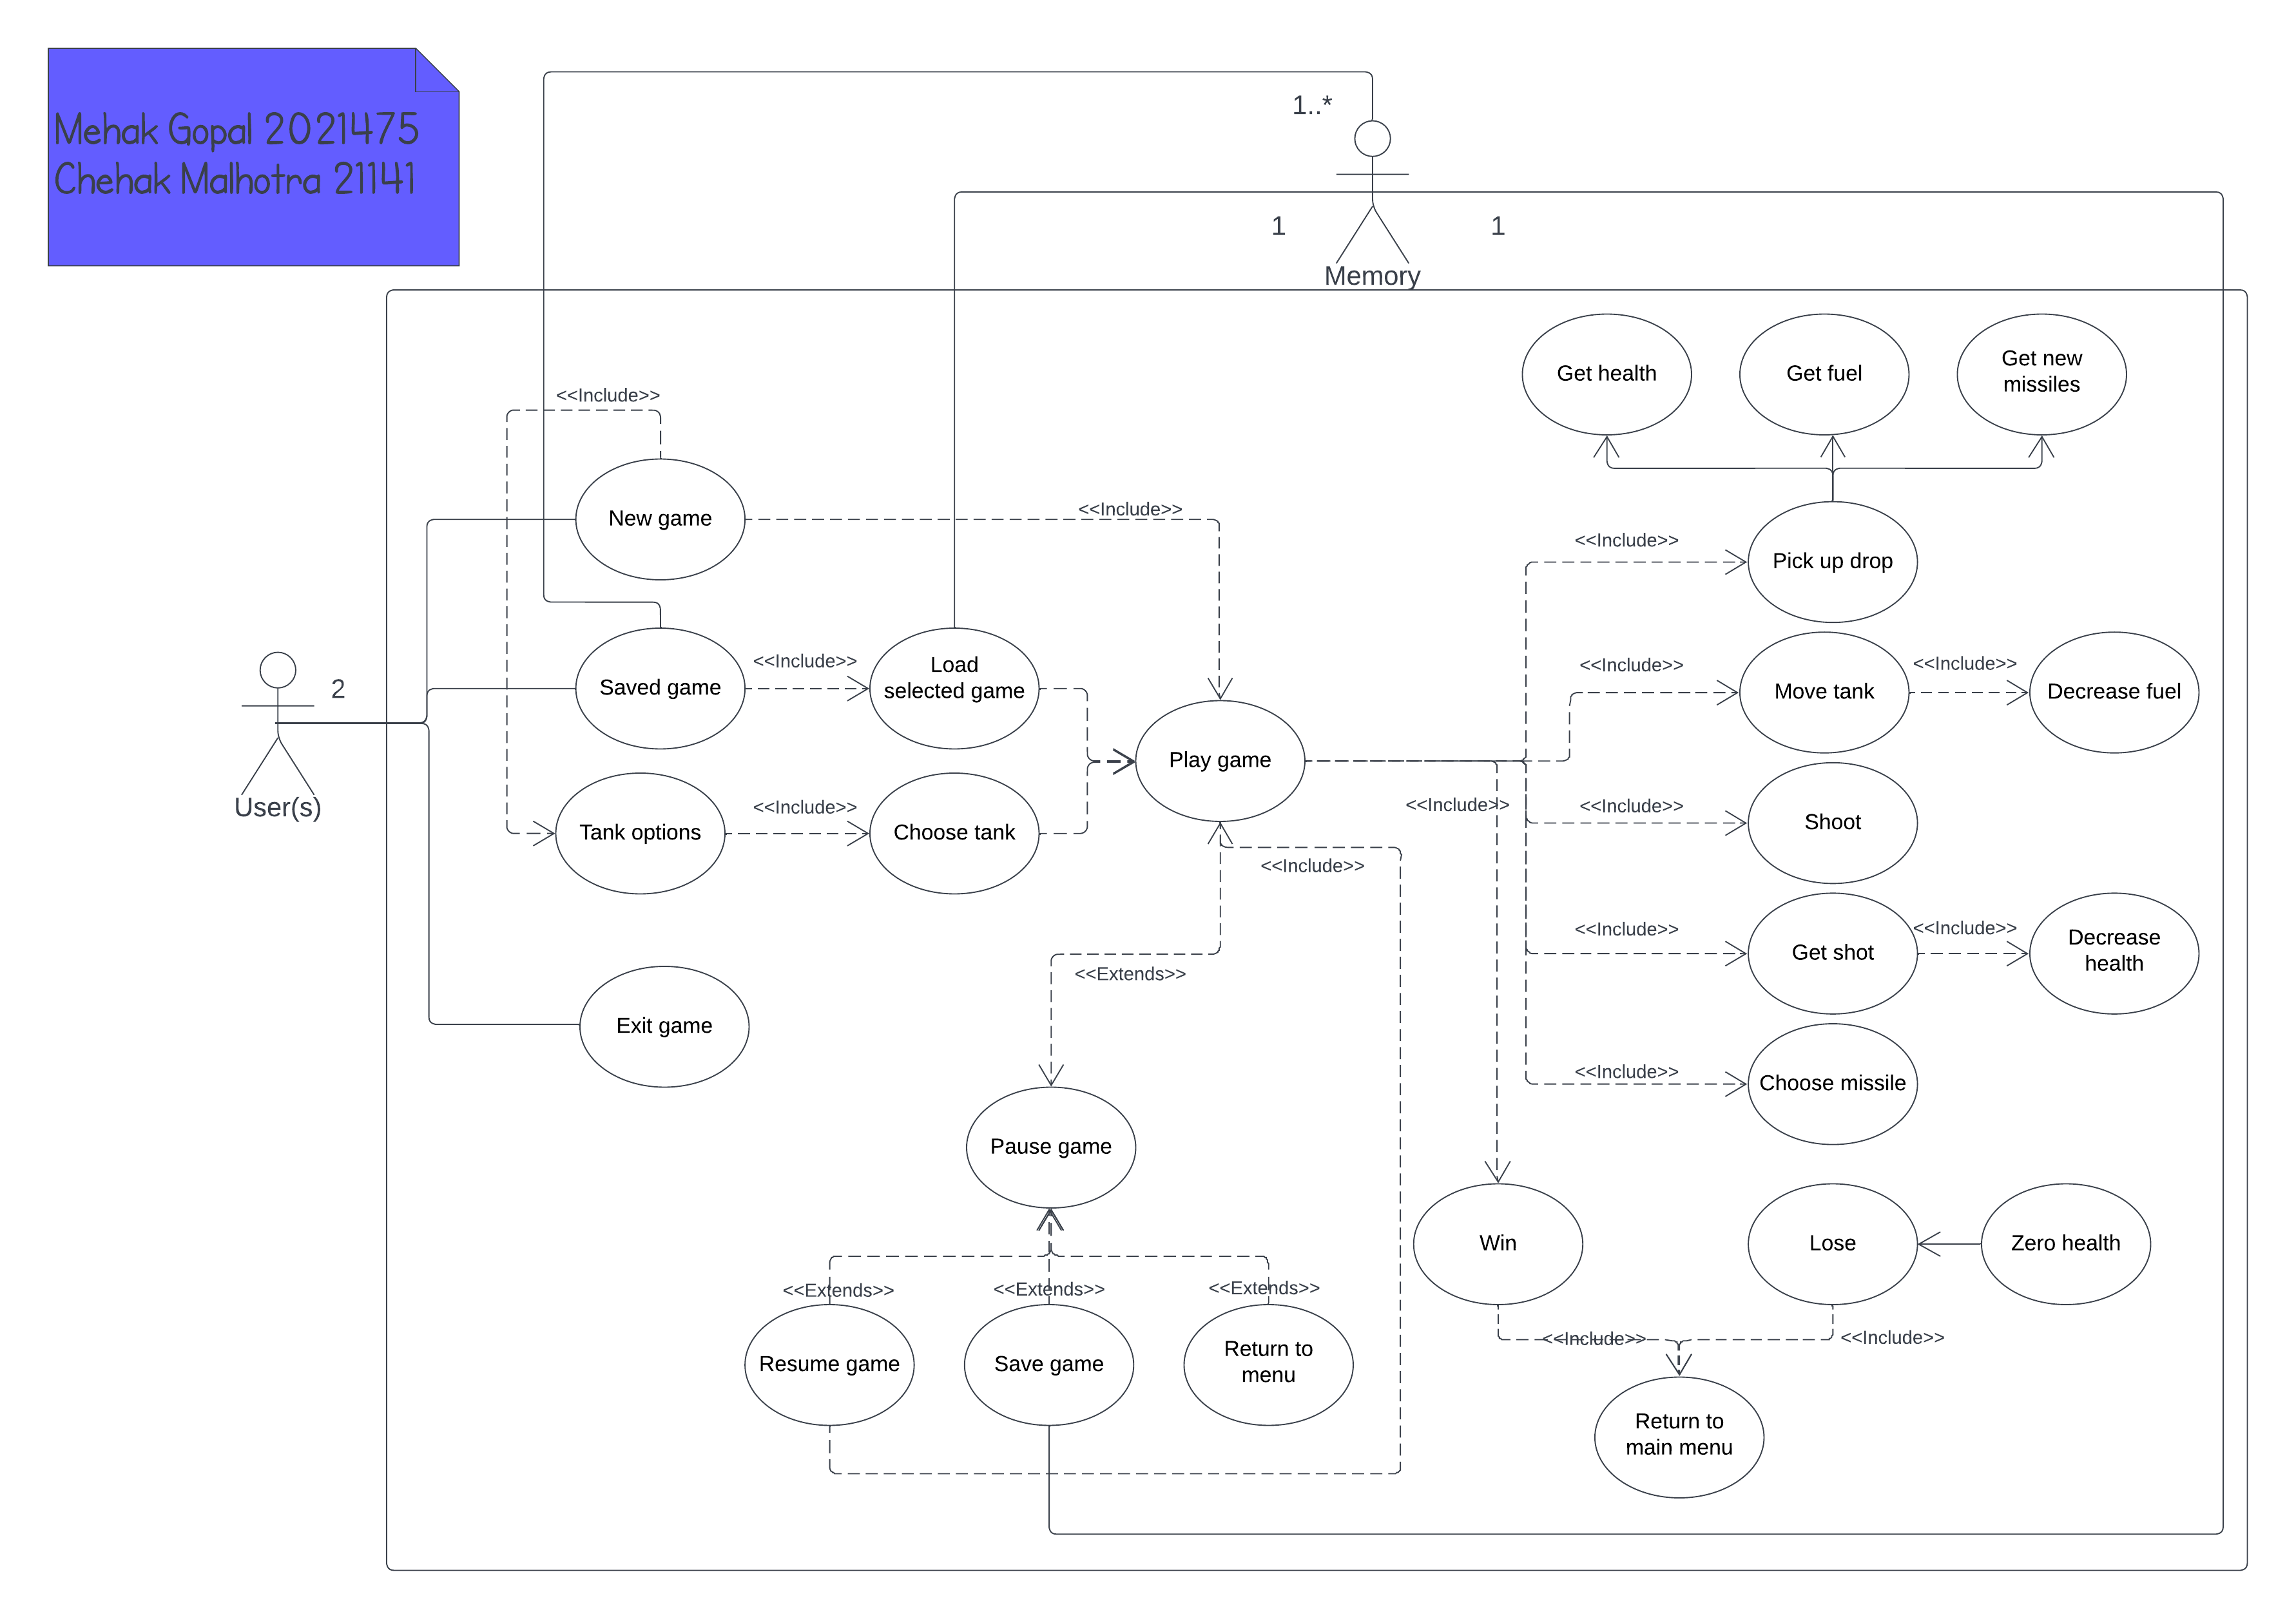 Mehak Gopal 2021475
Chehak Malhotra 21141
1..*
1
1
Memory
Get health
Get fuel
Get new
missiles
<<Include>>
New game
<<Include>>
<<Include>>
Pick up drop
2
User(s)
Saved game
<<Include>>
Load
selected game
<<Include>>
Move tank
<<Include>>
Decrease fuel
Play game
Tank options
<<Include>>
Choose tank
<<Include>>
<<Include>>
Shoot
<<Include>>
<<Extends>>
<<Include>>
Get shot
<<Include>>
Decrease
health
Exit game
<<Include>>
Choose missile
Pause game
Win
Lose
Zero health
<<Extends>>
<<Extends>>
<<Extends>>
<<Include>>
<<Include>>
Resume game
Save game
Return to
menu
Return to
main menu